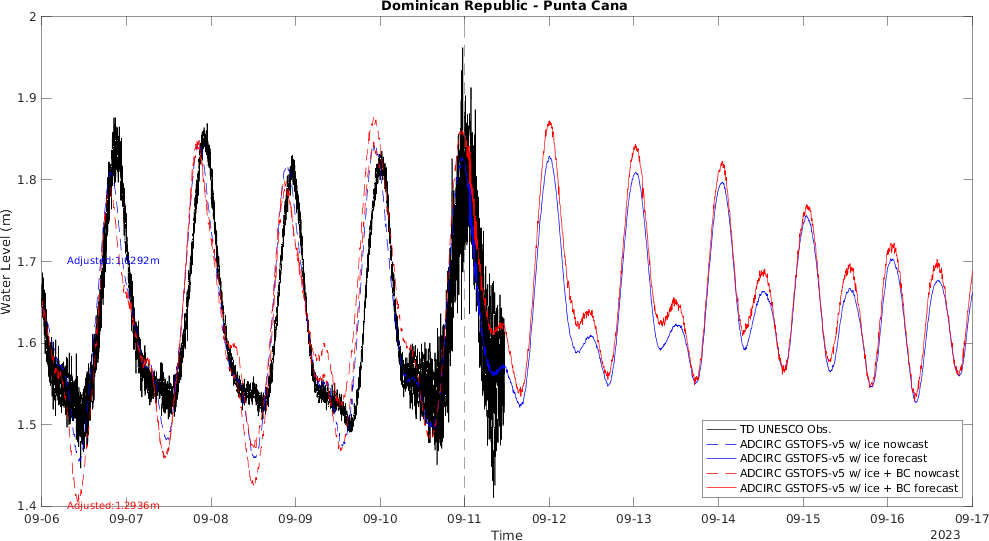 Dominican Republic - Punta Cana
Water Level (m)
2
1.9
1.8
1.7
1.6
1.5
1.4
Adjusted:1.6292m
Adjusted:1.2936m
TD UNESCO Obs.
ADCIRC GSTOFS-v5 w/ ice nowcast
ADCIRC GSTOFS-v5 w/ ice forecast
ADCIRC GSTOFS-v5 w/ ice + BC nowcast
ADCIRC GSTOFS-v5 w/ ice + BC forecast
09-06 09-07 09-08 09-09 09-10 09-11 09-12 09-13 09-14 09-15 09-16 09-17
Time
2023